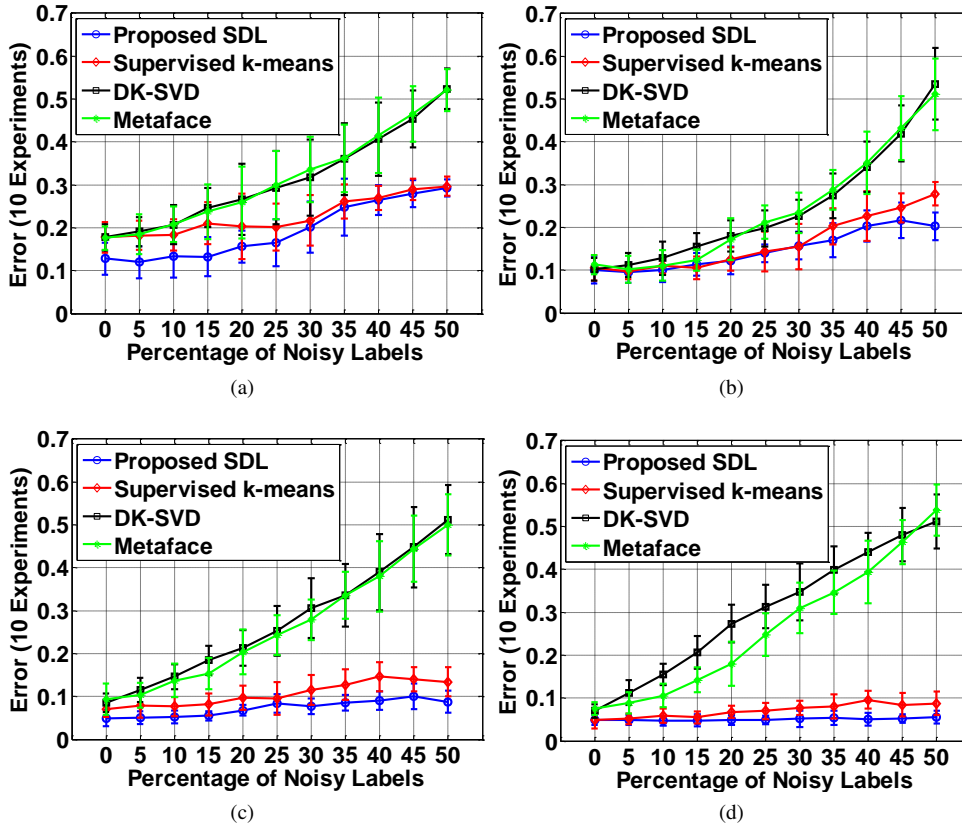 0.7
0.6
0.5
0.4
0.3
0.2
0.1
0
Error (10 Experiments)
Proposed SDL
Supervised k-means
DK-SVD
Metaface
0 5 10 15 20 25 30 35 40 45 50
Percentage of Noisy Labels
(a)
0.7
0.6
0.5
0.4
0.3
0.2
0.1
0
Error (10 Experiments)
Proposed SDL
Supervised k-means
DK-SVD
Metaface
0 5 10 15 20 25 30 35 40 45 50
Percentage of Noisy Labels
(b)
0.7
0.6
0.5
0.4
0.3
0.2
0.1
0
Error (10 Experiments)
Proposed SDL
Supervised k-means
DK-SVD
Metaface
0 5 10 15 20 25 30 35 40 45 50
Percentage of Noisy Labels
(c)
0.7
0.6
0.5
0.4
0.3
0.2
0.1
0
Error (10 Experiments)
Proposed SDL
Supervised k-means
DK-SVD
Metaface
0 5 10 15 20 25 30 35 40 45 50
Percentage of Noisy Labels
(d)